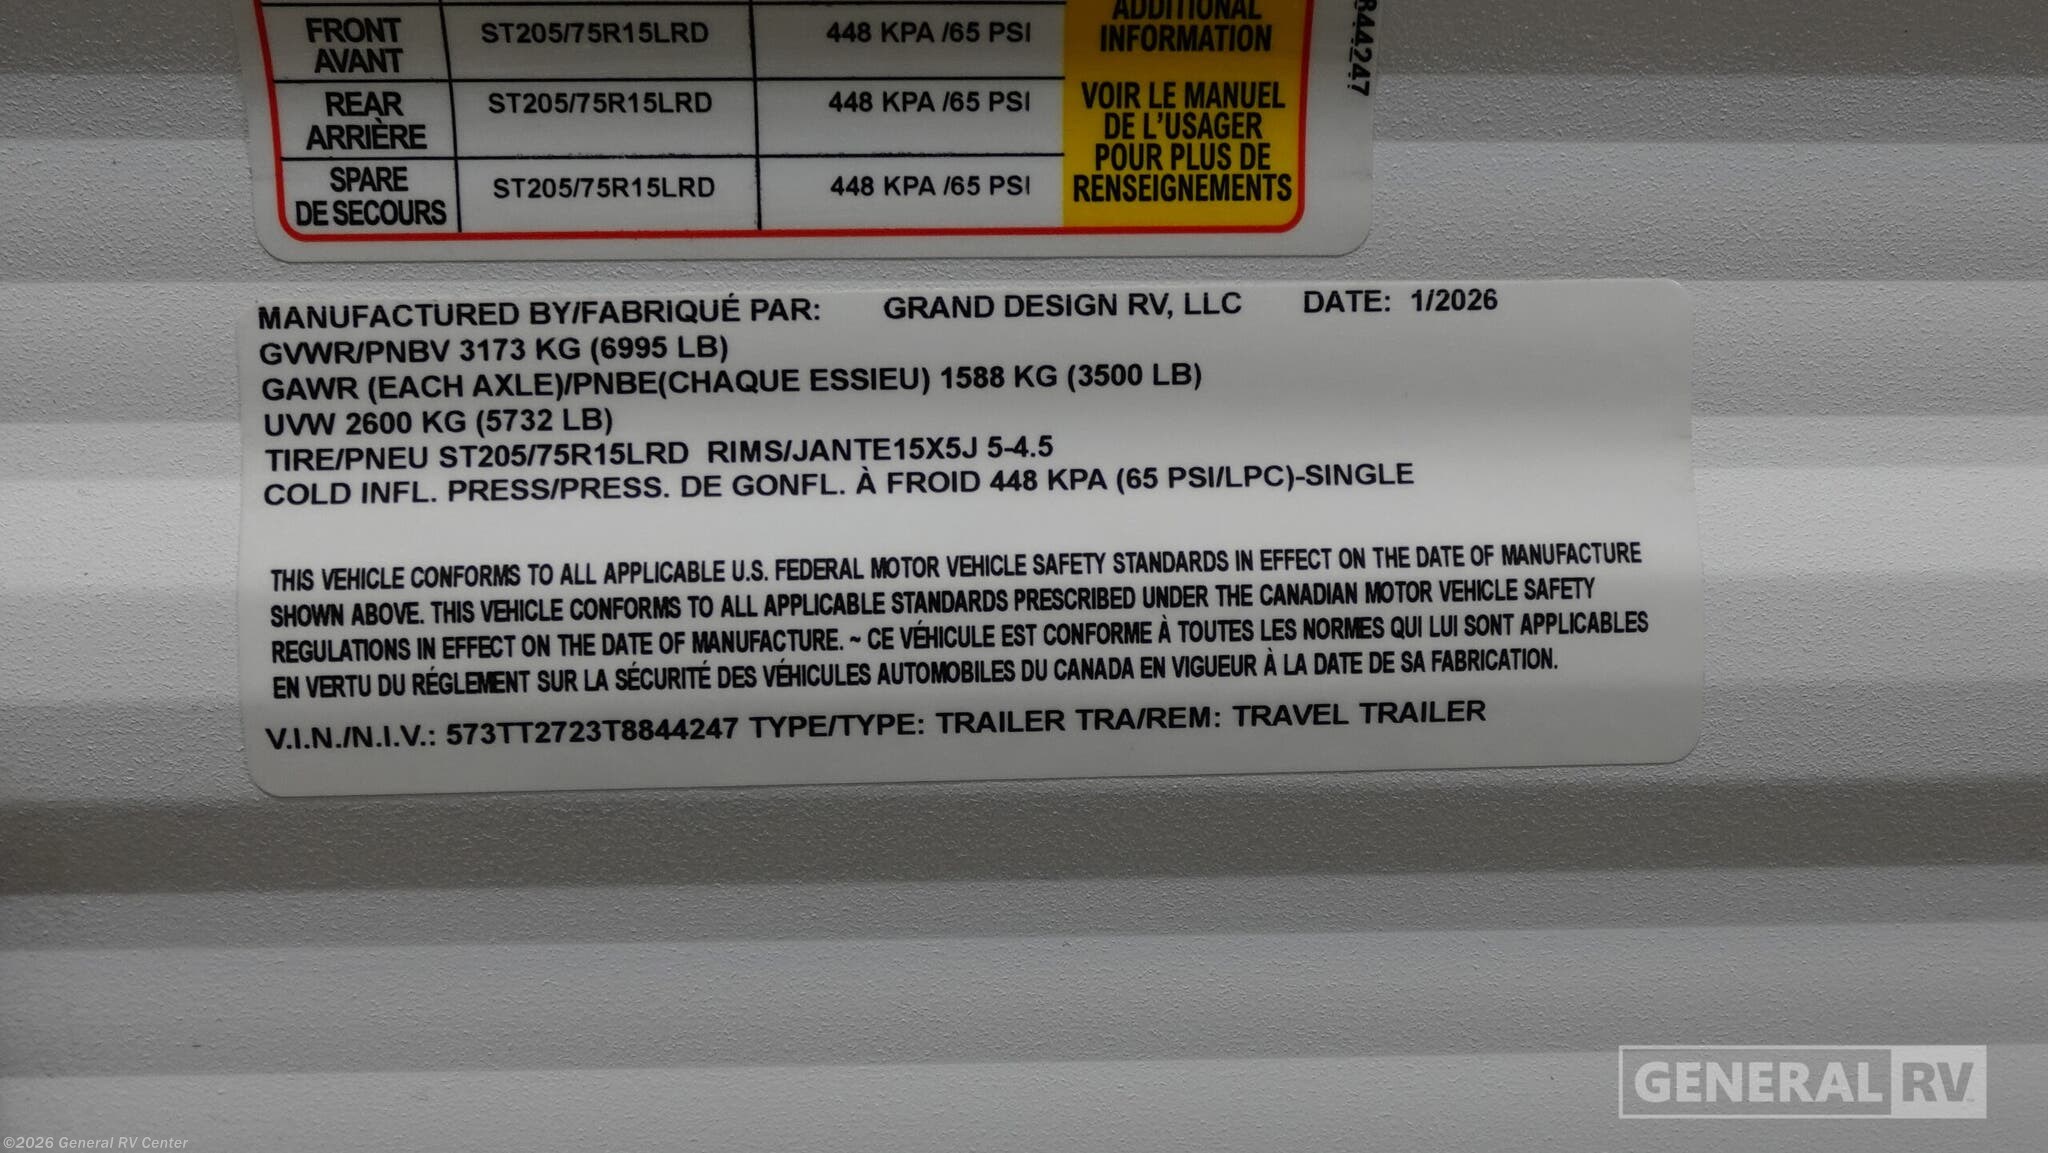 ADDITIONAL
INFORMATION
VOIR LE MANUEL
DE L'USAGER
POUR PLUS DE
RENSEIGNEMENTS
FRONT ST205/75R15LRD 448 KPA /65 PSI
AVANT
REAR ST205/75R15LRD 448 KPA /65 PSI
ARRIÈRE
SPARE ST205/75R15LRD 448 KPA /65 PSI
DE SECOURS
844247
MANUFACTURED BY/FABRIQUÉ PAR: GRAND DESIGN RV, LLC DATE: 1/2026
GVWR/PNBV 3173 KG (6995 LB)
GAWR (EACH AXLE)/PNBE(CHAQUE ESSIEU) 1588 KG (3500 LB)
UVW 2600 KG (5732 LB)
TIRE/PNEU ST205/75R15LRD RIMS/JANTE15X5J 5-4.5
COLD INFL. PRESS/PRESS. DE GONFL. À FROID 448 KPA (65 PSI/LPC)-SINGLE
THIS VEHICLE CONFORMS TO ALL APPLICABLE U.S. FEDERAL MOTOR VEHICLE SAFETY STANDARDS IN EFFECT ON THE DATE OF MANUFACTURE
SHOWN ABOVE. THIS VEHICLE CONFORMS TO ALL APPLICABLE STANDARDS PRESCRIBED UNDER THE CANADIAN MOTOR VEHICLE SAFETY
REGULATIONS IN EFFECT ON THE DATE OF MANUFACTURE. ~ CE VÉHICULE EST CONFORME À TOUTES LES NORMES QUI LUI SONT APPLICABLES
EN VERTU DU RÉGLEMENT SUR LA SÉCURITÉ DES VÉHICULES AUTOMOBILES DU CANADA EN VIGUEUR À LA DATE DE SA FABRICATION.
V.I.N./N.I.V.: 573TT2723T8844247 TYPE/TYPE: TRAILER TRA/REM: TRAVEL TRAILER
GENERAL RV
©2026 General RV Center